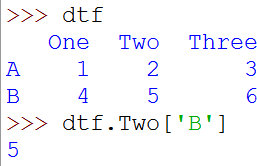 >>> dtf
   One  Two  Three
A    1    2      3
B    4    5      6
>>> dtf.Two['B']
5